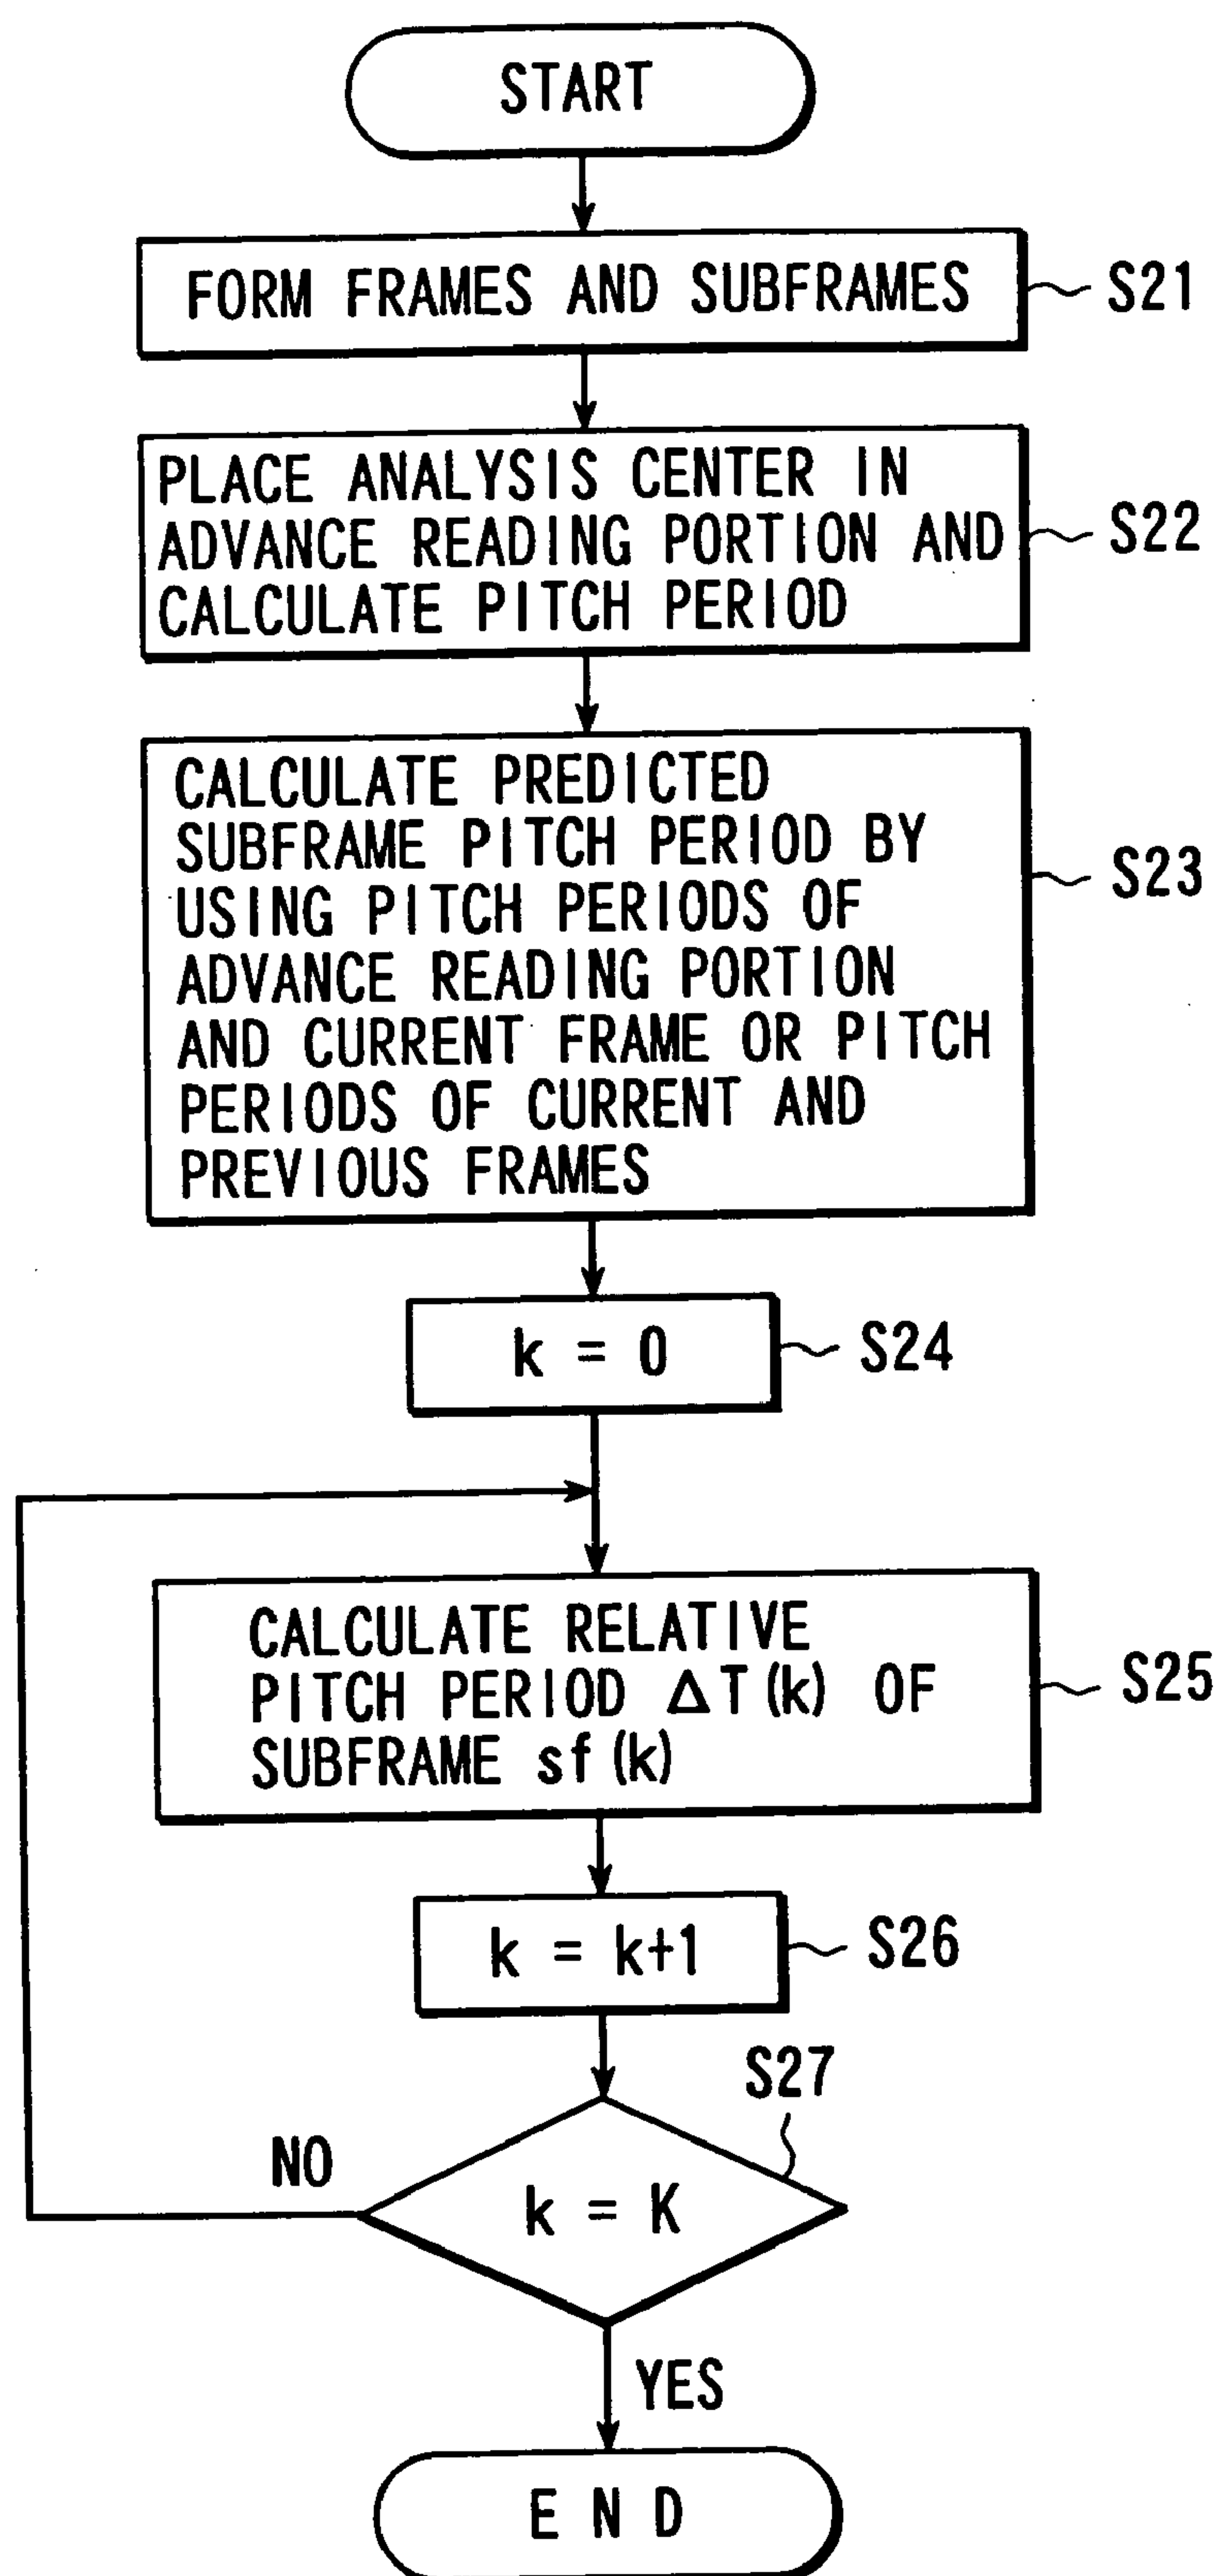 START
FORM FRAMES AND SUBFRAMES
S21
PLACE ANALYSIS CENTER IN
ADVANCE READING PORTION AND
CALCULATE PITCH PERIOD
S22
CALCULATE PREDICTED
SUBFRAME PITCH PERIOD BY
USING PITCH PERIODS OF
ADVANCE READING PORTION
AND CURRENT FRAME OR PITCH
PERIODS OF CURRENT AND
PREVIOUS FRAMES
S23
k = 0
S24
CALCULATE RELATIVE
PITCH PERIOD ΔT(k) OF
SUBFRAME sf(k)
S25
k = k+1
S26
S27
NO
k = K
YES
END